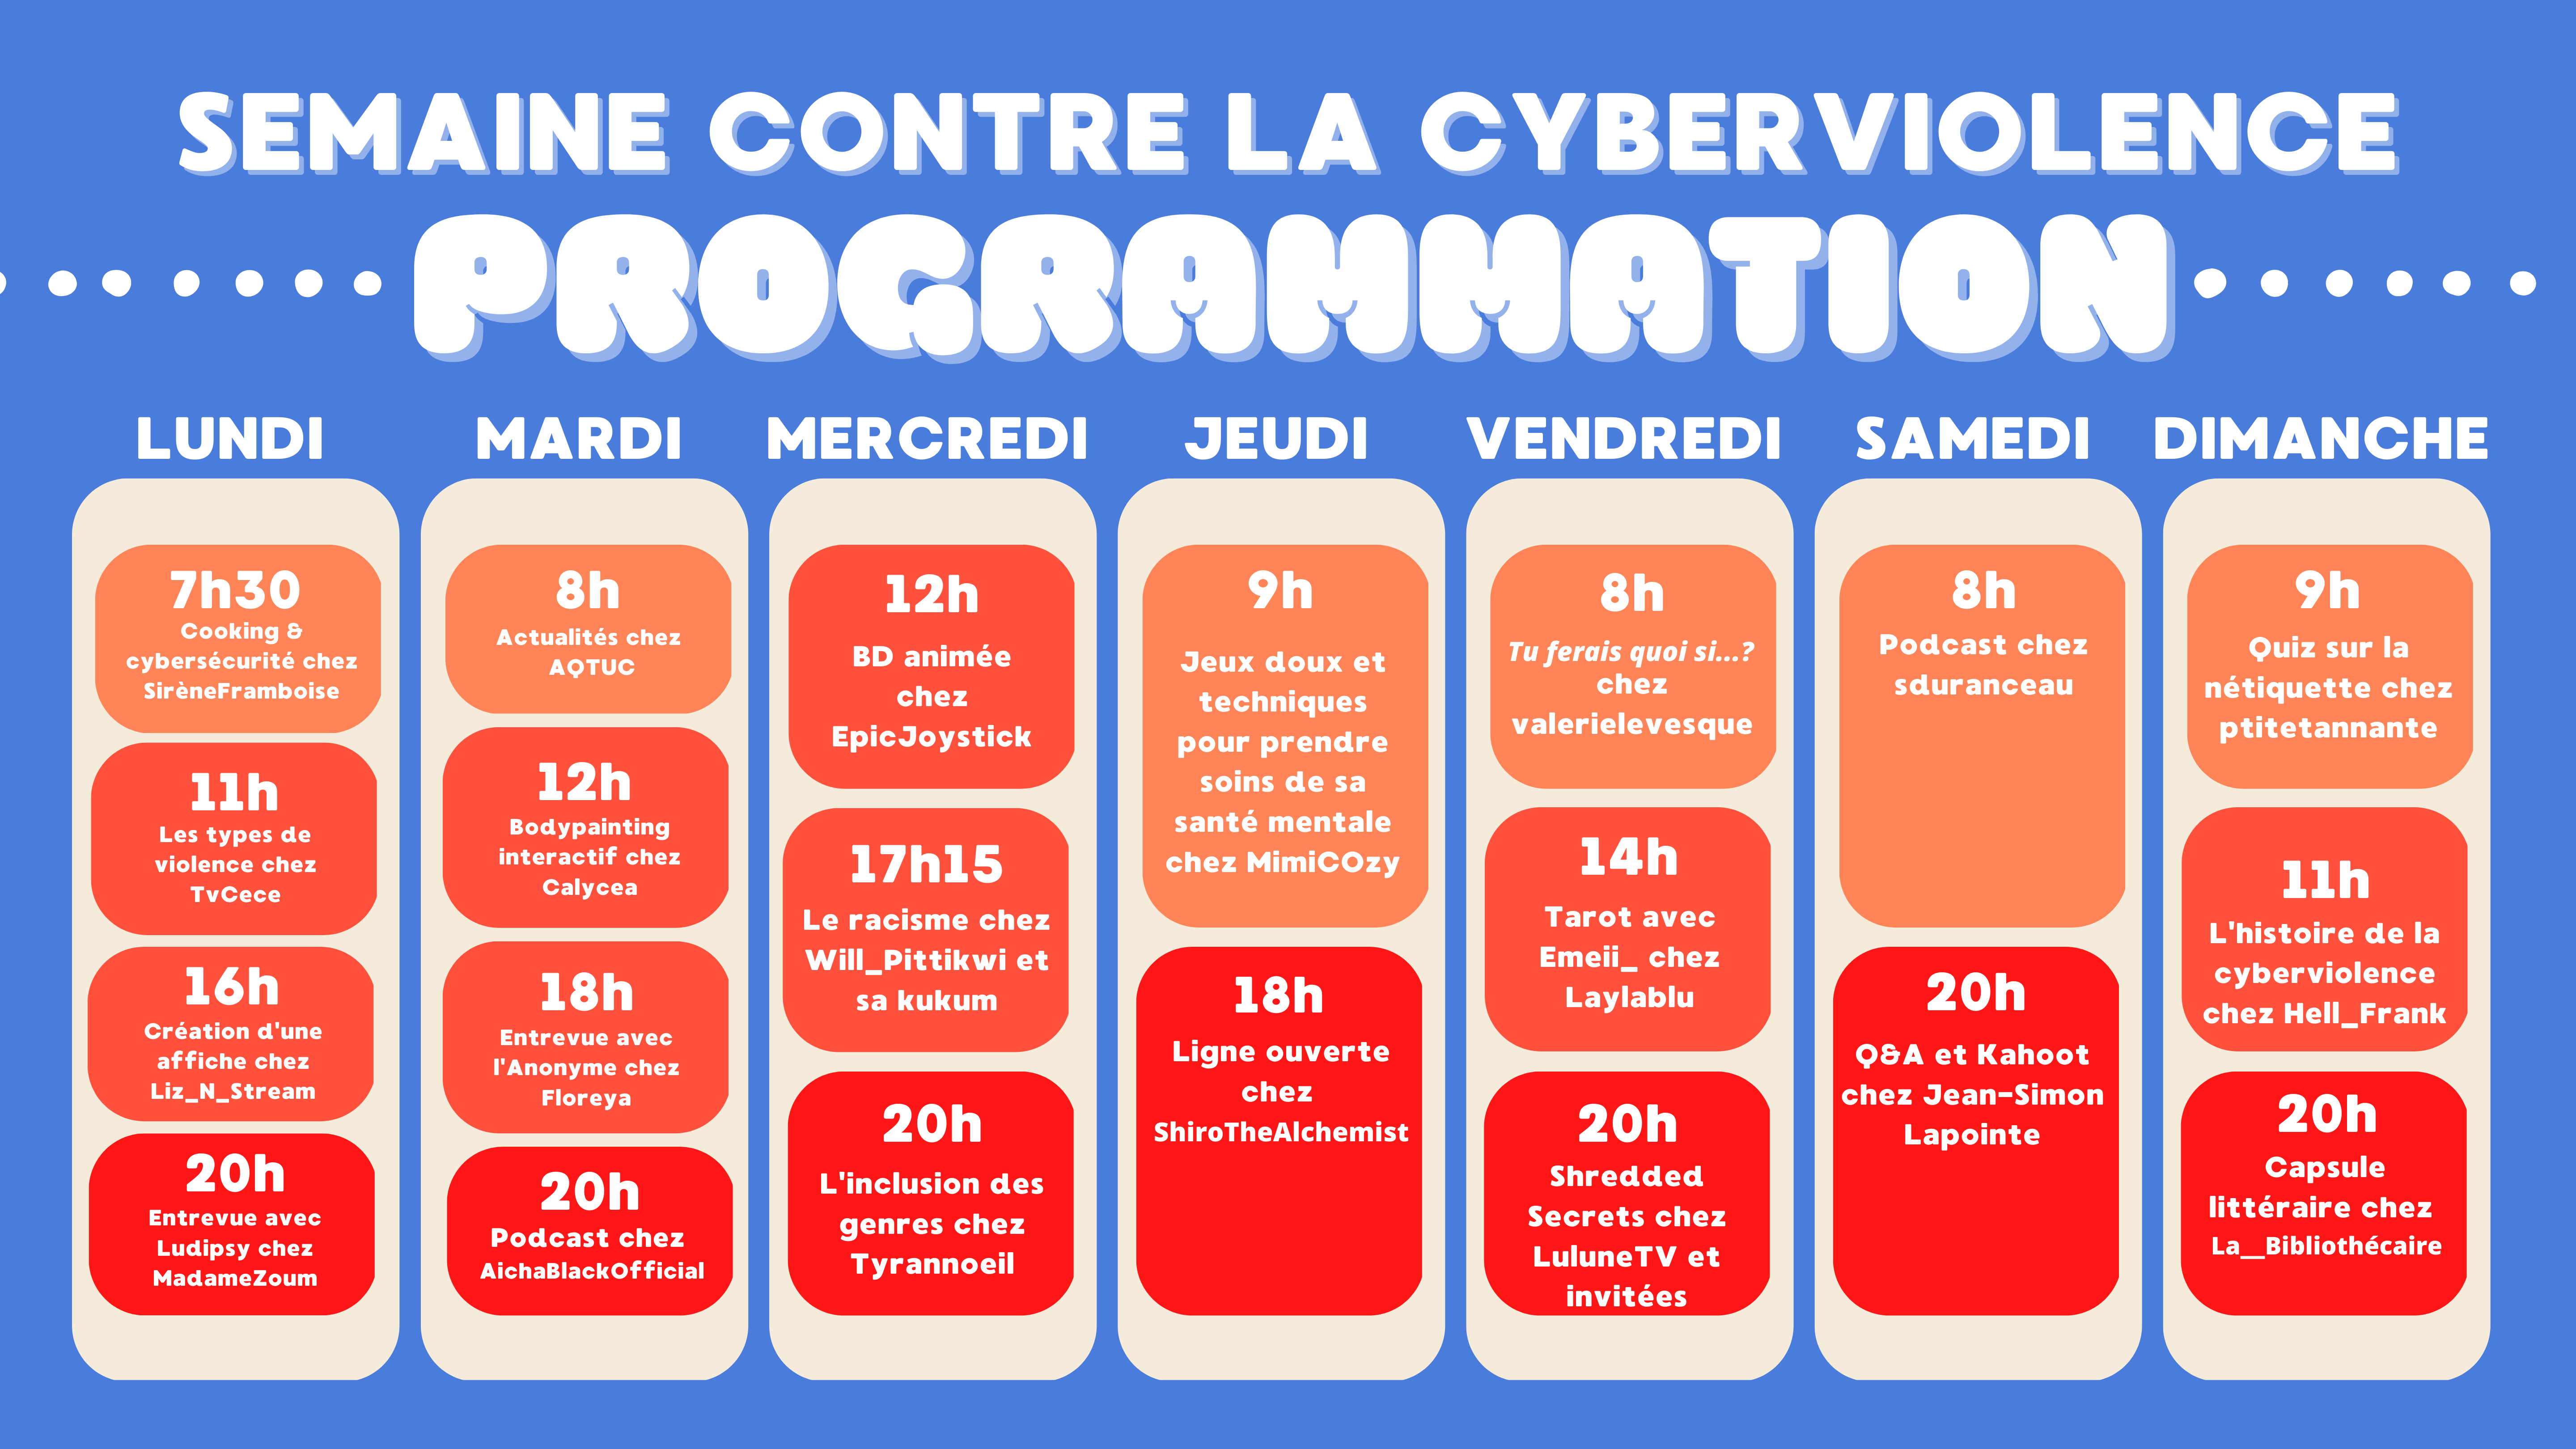 SEMAINE CONTRE LA CYBERVIOLENCE
PROGRAMMATION
LUNDI
7h30
Cooking &
cybersécurité chez
SirèneFramboise
11h
Les types de
violence chez
TvCece
16h
Création d'une
affiche chez
Liz_N_Stream
20h
Entrevue avec
Ludipsy chez
MadameZoum
MARDI
8h
Actualités chez
AQTUC
12h
Bodypainting
interactif chez
Calycea
18h
Entrevue avec
l'Anonyme chez
Floreya
20h
Podcast chez
AichaBlackOfficial
MERCREDI
12h
BD animée
chez
EpicJoystick
17h15
Le racisme chez
Will_Pittikwi et
sa kukum
20h
L'inclusion des
genres chez
Tyrannoeil
JEUDI
9h
Jeux doux et
techniques
pour prendre
soins de sa
santé mentale
chez MimiCOzy
18h
Ligne ouverte
chez
ShiroTheAlchemist
VENDREDI
8h
Tu ferais quoi si...?
chez
valerielevesque
14h
Tarot avec
Emeii_ chez
Laylablu
20h
Shredded
Secrets chez
LuluneTV et
invitées
SAMEDI
8h
Podcast chez
sduranceau
20h
Q&A et Kahoot
chez Jean-Simon
Lapointe
DIMANCHE
9h
Quiz sur la
nétiquette chez
ptitetannante
11h
L'histoire de la
cyberviolence
chez Hell_Frank
20h
Capsule
littéraire chez
La__Bibliothécaire